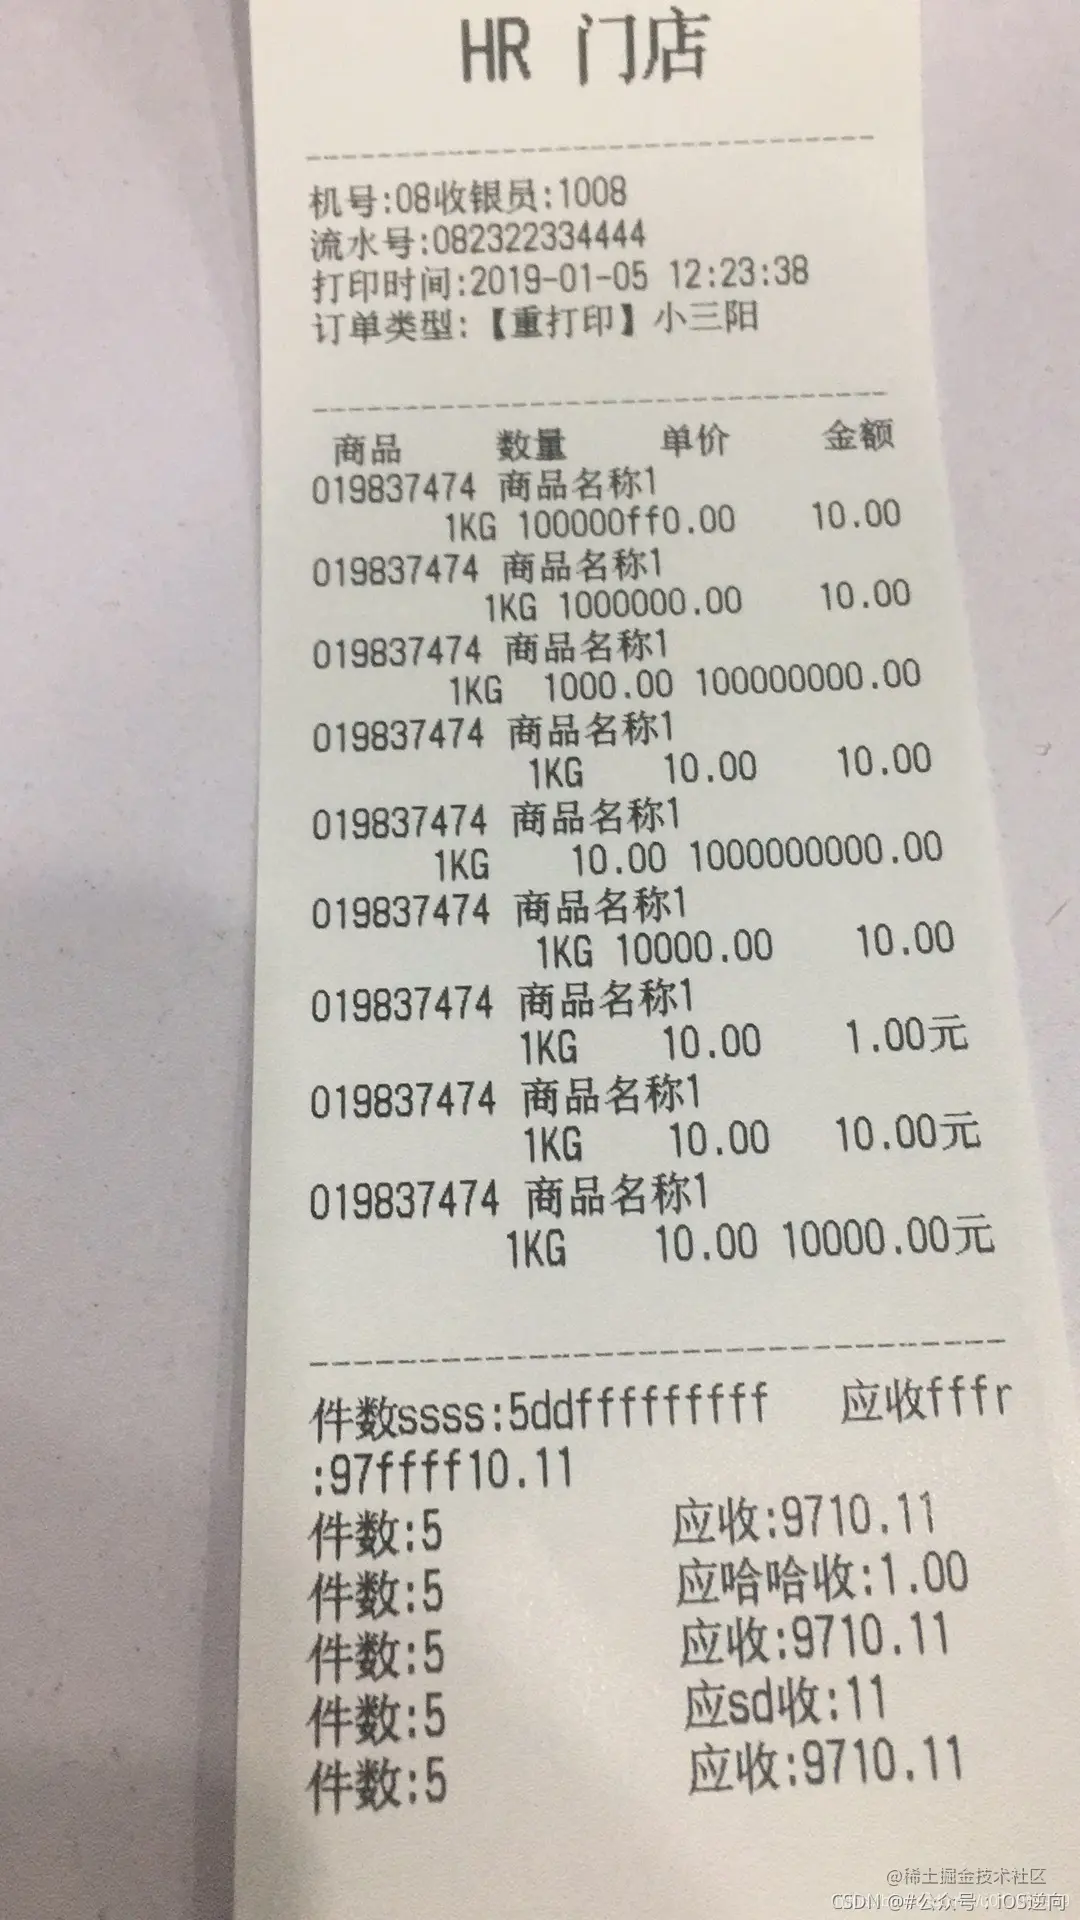 HR 门店
机号:08收银员:1008
流水号:082322334444
打印时间:2019-01-05 12:23:38
订单类型:【重打印】小三阳
商品 数量 单价 金额
019837474 商品名称1
1KG 100000ff0.00 10.00
019837474 商品名称1
1KG 1000000.00 10.00
019837474 商品名称1
1KG 1000.00 100000000.00
019837474 商品名称1
1KG 10.00 10.00
019837474 商品名称1
1KG 10.00 1000000000.00
019837474 商品名称1
1KG 10000.00 10.00
019837474 商品名称1
1KG 10.00 1.00元
019837474 商品名称1
1KG 10.00 10.00元
019837474 商品名称1
1KG 10.00 10000.00元
件数ssss:5ddfffffffff 应收fffr
:97ffff10.11
件数:5 应收:9710.11
件数:5 应哈哈收:1.00
件数:5 应收:9710.11
件数:5 应sd收:11
件数:5 应收:9710.11
@稀土掘金技术社区
CSDN @#公众号：iOS逆向